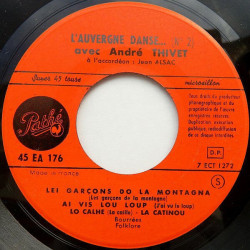 L'AUVERGNE DANSE...
avec André THIVET
à l'accordéon : Jean ALSAC
Jouer 45 tours
microsillon
Pathé
45 EA 176
Made in France
D.P.
7 ECT 1272
S
LEI GARÇONS DO LA MONTAGNA
(Les garçons de la montagne)
AI VIS LOU LOUP (J'ai vu le loup)
LO CALHE (La caille) - LA CATINOU
Bourrées
Folklore